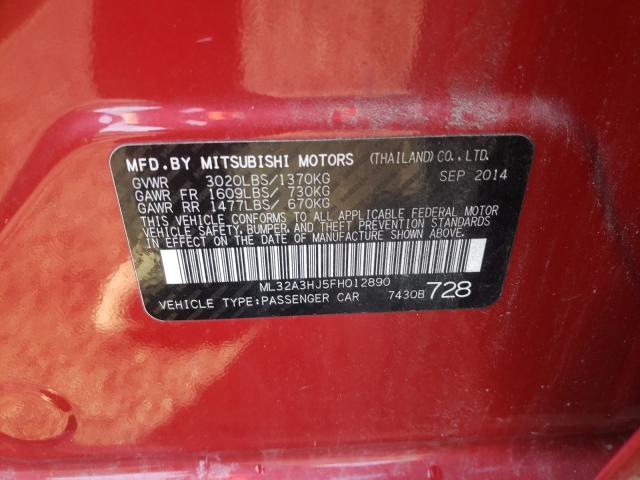 MFD.BY MITSUBISHI MOTORS (THAILAND) CO.,LTD.
GVWR 3020LBS/1370KG SEP 2014
GAWR FR 1609LBS/ 730KG
GAWR RR 1477LBS/ 670KG
THIS VEHICLE CONFORMS TO ALL APPLICABLE FEDERAL MOTOR
VEHICLE SAFETY, BUMPER, AND THEFT PREVENTION STANDARDS
IN EFFECT ON THE DATE OF MANUFACTURE SHOWN ABOVE.
ML32A3HJ5FH012890
VEHICLE TYPE:PASSENGER CAR 7430B 728